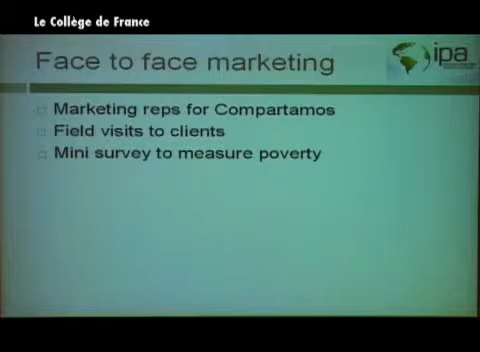 Le Collège de France
Face to face marketing
ipa
Marketing reps for Compartamos
Field visits to clients
Mini survey to measure poverty